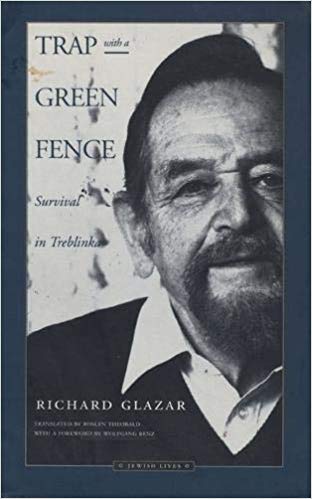 TRAP with a
GREEN
FENCE
Survival
in Treblinka
RICHARD GLAZAR
TRANSLATED BY ROSLYN THEOBALD
WITH A FOREWORD BY WOLFGANG BENZ
JEWISH LIVES